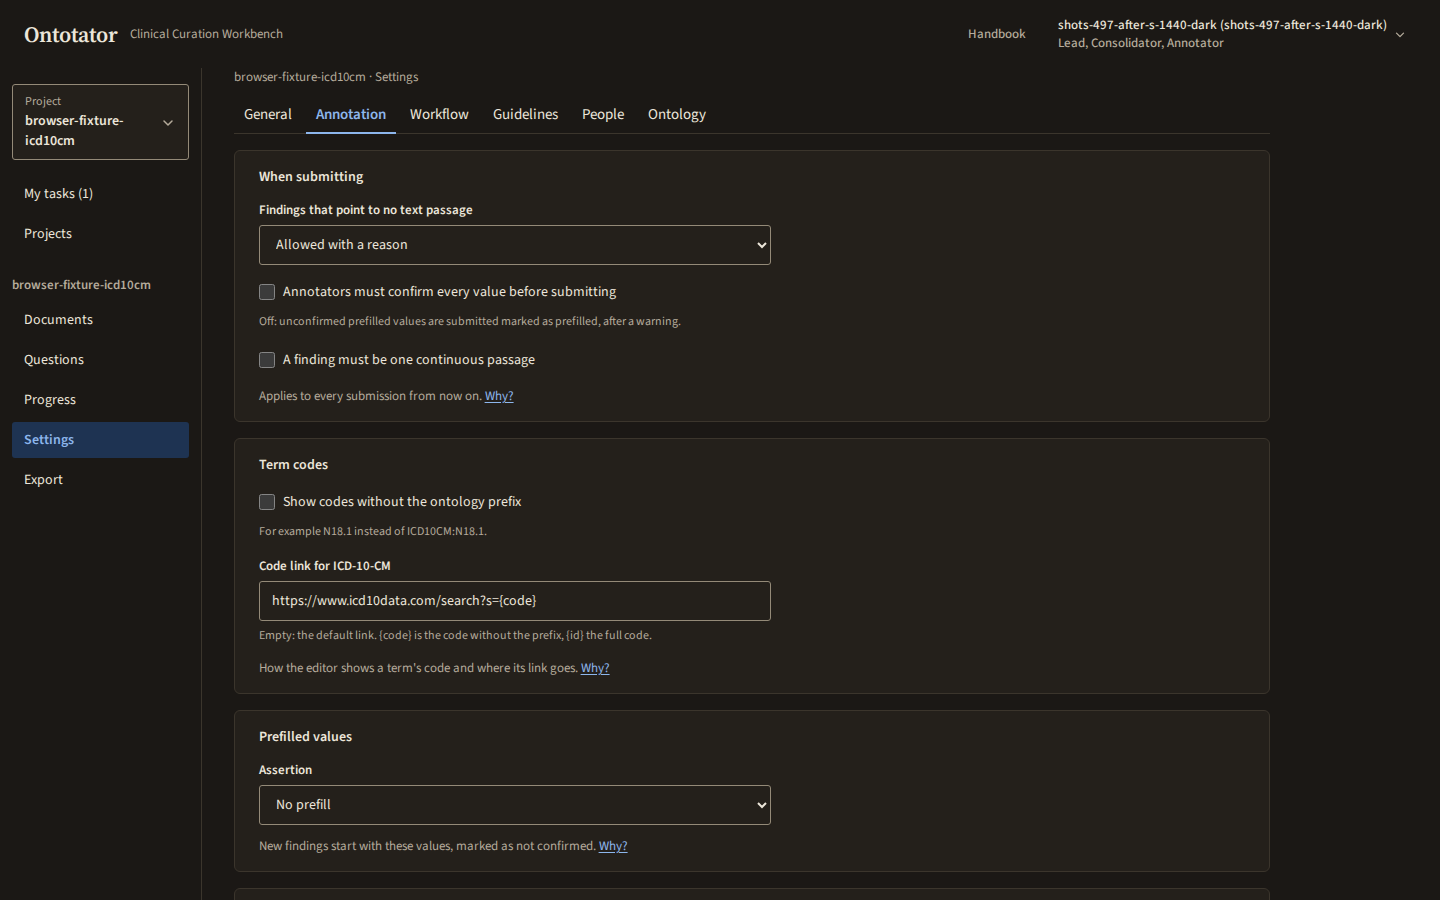 Ontotator
Clinical Curation Workbench
Handbook
shots-497-after-s-1440-dark (shots-497-after-s-1440-dark)
Lead, Consolidator, Annotator
Project
browser-fixture-
icd10cm
My tasks (1)
Projects
browser-fixture-icd10cm
Documents
Questions
Progress
Settings
Export
browser-fixture-icd10cm · Settings
General
Annotation
Workflow
Guidelines
People
Ontology
When submitting
Findings that point to no text passage
Allowed with a reason
Annotators must confirm every value before submitting
Off: unconfirmed prefilled values are submitted marked as prefilled, after a warning.
A finding must be one continuous passage
Applies to every submission from now on. Why?
Term codes
Show codes without the ontology prefix
For example N18.1 instead of ICD10CM:N18.1.
Code link for ICD-10-CM
https://www.icd10data.com/search?s={code}
Empty: the default link. {code} is the code without the prefix, {id} the full code.
How the editor shows a term's code and where its link goes. Why?
Prefilled values
Assertion
No prefill
New findings start with these values, marked as not confirmed. Why?